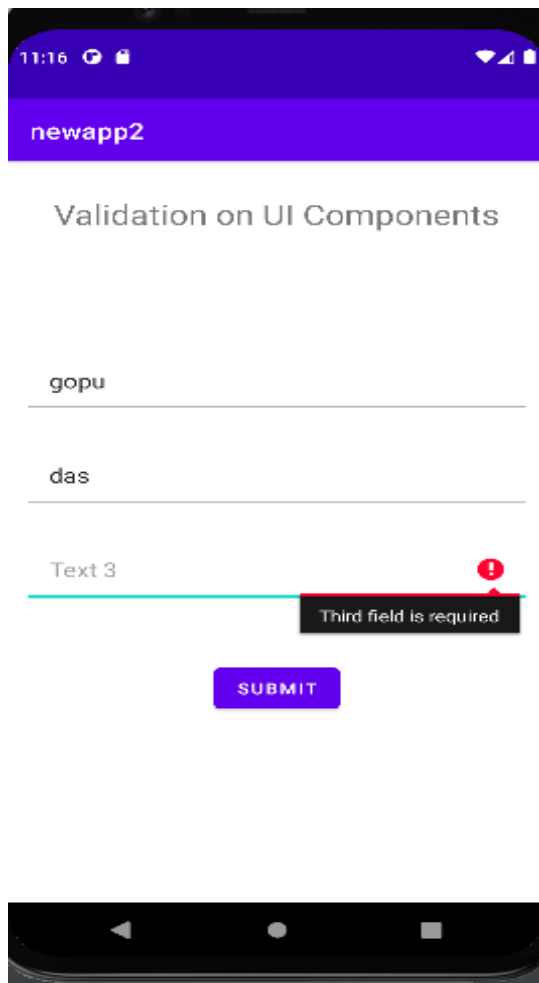 11:16
newapp2
Validation on UI Components
gopu
das
Text 3
Third field is required
SUBMIT